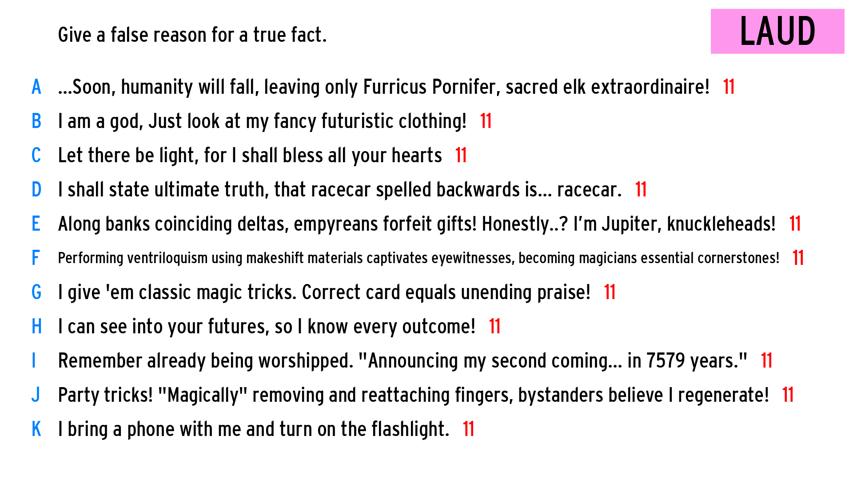 Give a false reason for a true fact.
LAUD
A ...Soon, humanity will fall, leaving only Furricus Pornifer, sacred elk extraordinaire! 11
B I am a god, Just look at my fancy futuristic clothing! 11
C Let there be light, for I shall bless all your hearts 11
D I shall state ultimate truth, that racecar spelled backwards is... racecar. 11
E Along banks coinciding deltas, empyreans forfeit gifts! Honestly..? I'm Jupiter, knuckleheads! 11
F Performing ventriloquism using makeshift materials captivates eyewitnesses, becoming magicians essential cornerstones! 11
G I give 'em classic magic tricks. Correct card equals unending praise! 11
H I can see into your futures, so I know every outcome! 11
I Remember already being worshipped. "Announcing my second coming... in 7579 years." 11
J Party tricks! "Magically" removing and reattaching fingers, bystanders believe I regenerate! 11
K I bring a phone with me and turn on the flashlight. 11